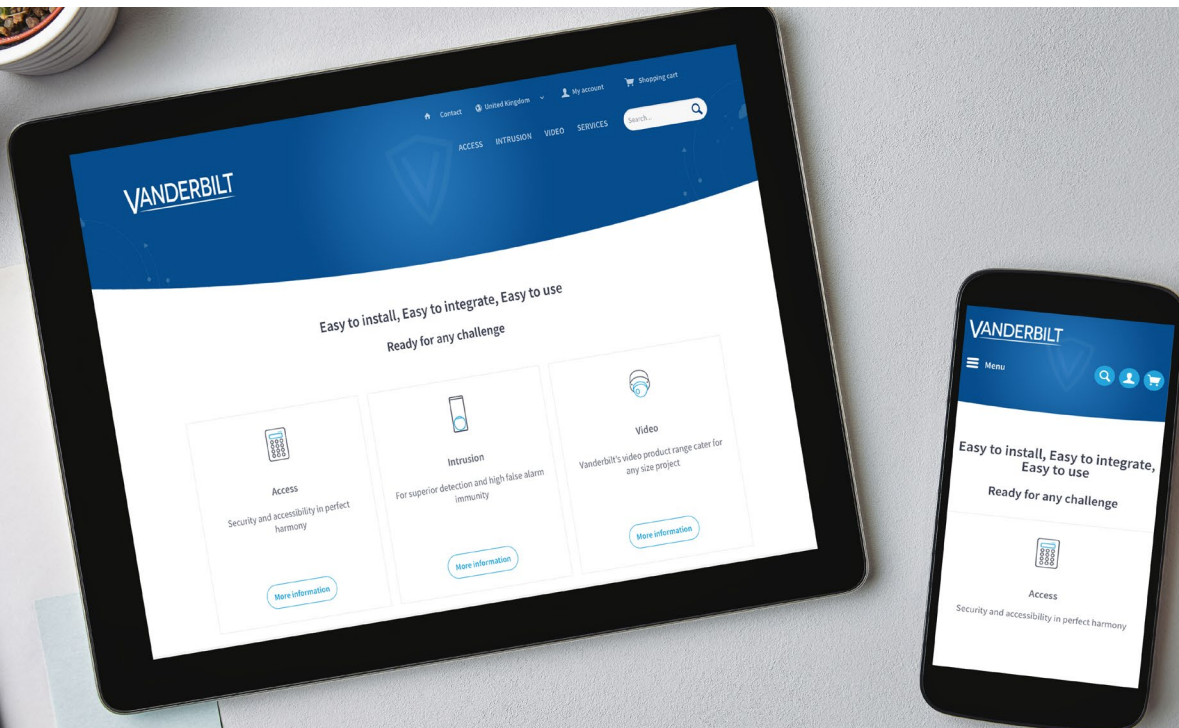 Contact
United Kingdom
My account
Shopping cart
ACCESS
INTRUSION
VIDEO
SERVICES
Search...
VANDERBILT
Easy to install, Easy to integrate, Easy to use
Ready for any challenge
Access
Security and accessibility in perfect
harmony
More information
Intrusion
For superior detection and high false alarm
immunity
More information
Video
Vanderbilt's video product range cater for
any size project
More information
VANDERBILT
Menu
Easy to install, Easy to integrate,
Easy to use
Ready for any challenge
Access
Security and accessibility in perfect harmony